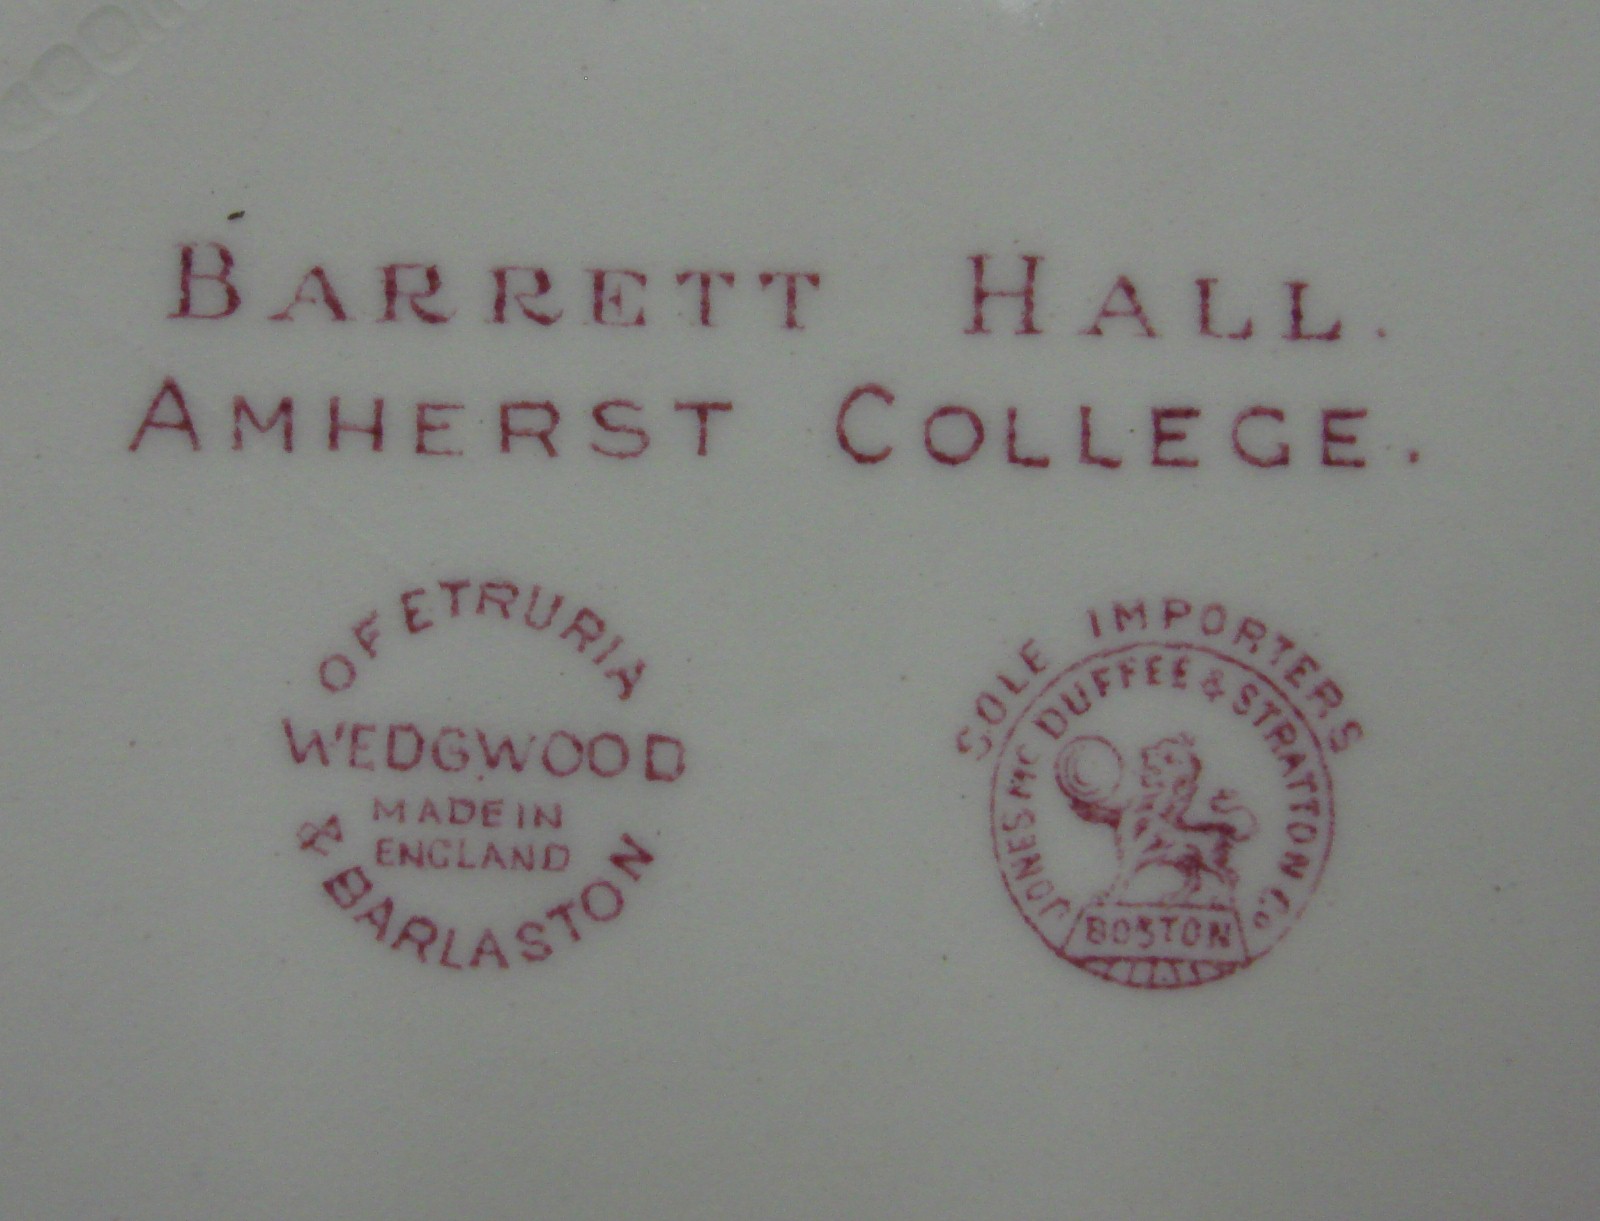 BARRETT HALL.
AMHERST COLLEGE.
OF ETRURIA
WEDGWOOD
MADE IN
ENGLAND
& BARLASTON
SOLE IMPORTERS
JONES MC DUFFEE & STRATTON CO
BOSTON